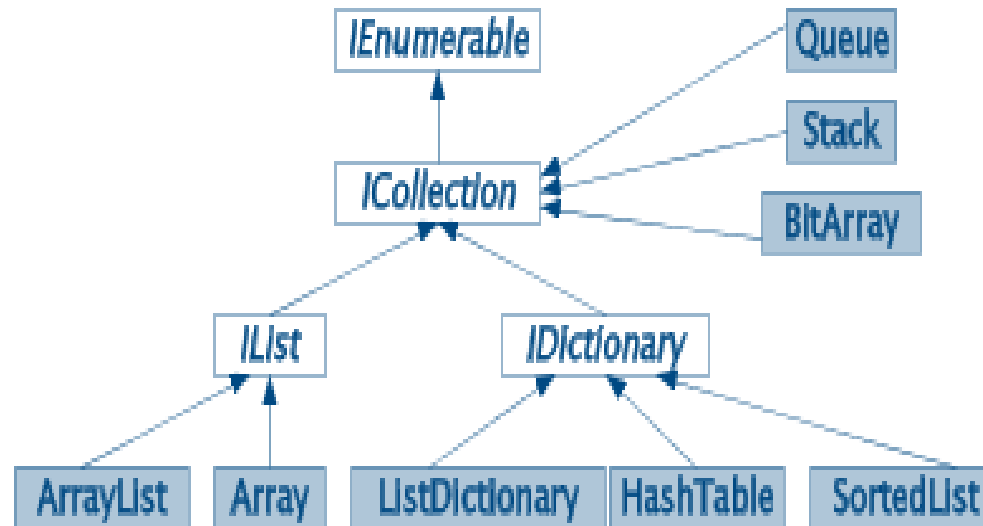 IEnumerable
Queue
Stack
ICollection
BitArray
IList
IDictionary
ArrayList
Array
ListDictionary
HashTable
SortedList